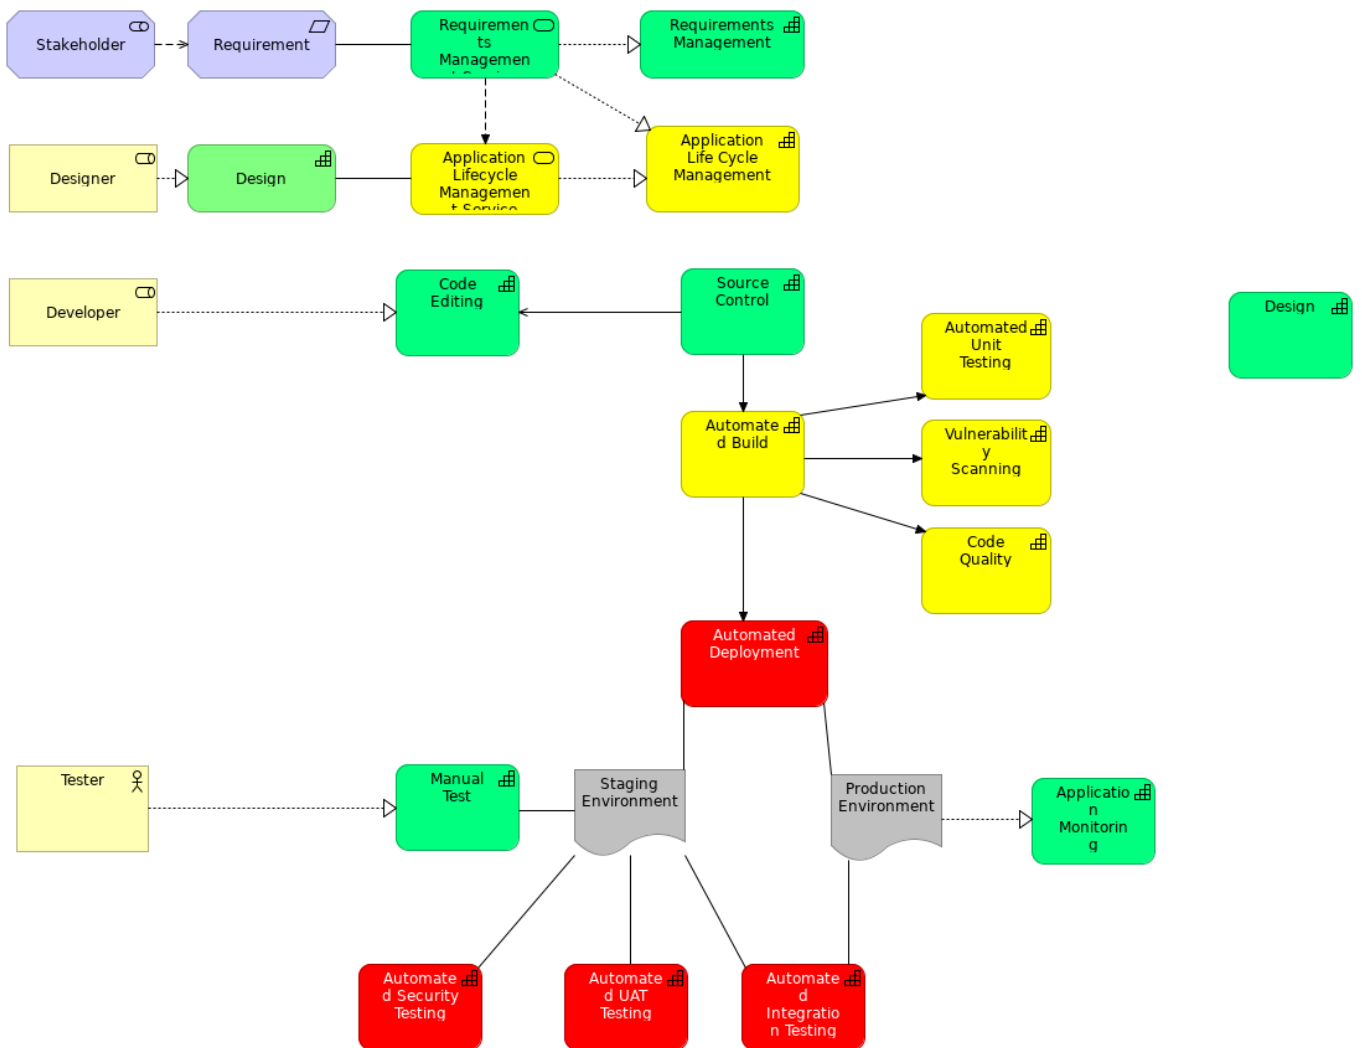 Stakeholder
Requirement
Requiremen
ts
Managemen
Requirements
Management
Designer
Design
Application
Lifecycle
Managemen
t Service
Application
Life Cycle
Management
Developer
Code
Editing
Source
Control
Automated
Unit
Testing
Design
Automate
d Build
Vulnerabilit
y
Scanning
Code
Quality
Automated
Deployment
Tester
Manual
Test
Staging
Environment
Production
Environment
Applicatio
n
Monitorin
g
Automate
d Security
Testing
Automate
d UAT
Testing
Automate
d
Integratio
n Testing